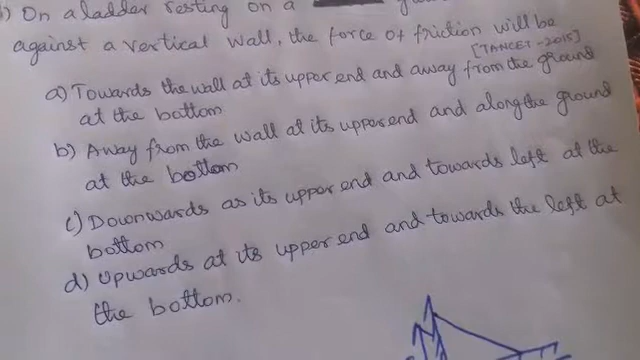 On a ladder resting on a
against a vertical wall, the force of friction will be
[TANCET-2015]
a) Towards the wall at its upper end and away from the ground
at the bottom
b) Away from the wall at its upper end and along the ground
at the bottom
c) Downwards as its upper end and towards left at the
bottom
d) Upwards at its upper end and towards the left at
the bottom.